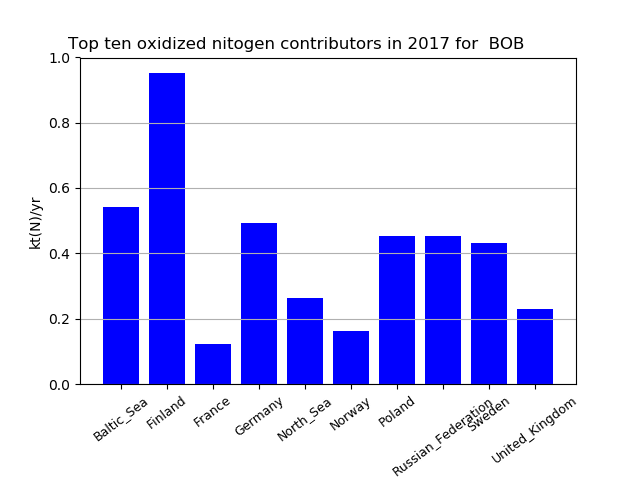 Top ten oxidized nitogen contributors in 2017 for  BOB
kt(N)/yr
1.0
0.8
0.6
0.4
0.2
0.0
Baltic_Sea
Finland
France
Germany
North_Sea
Norway
Poland
Russian_Federation
Sweden
United_Kingdom